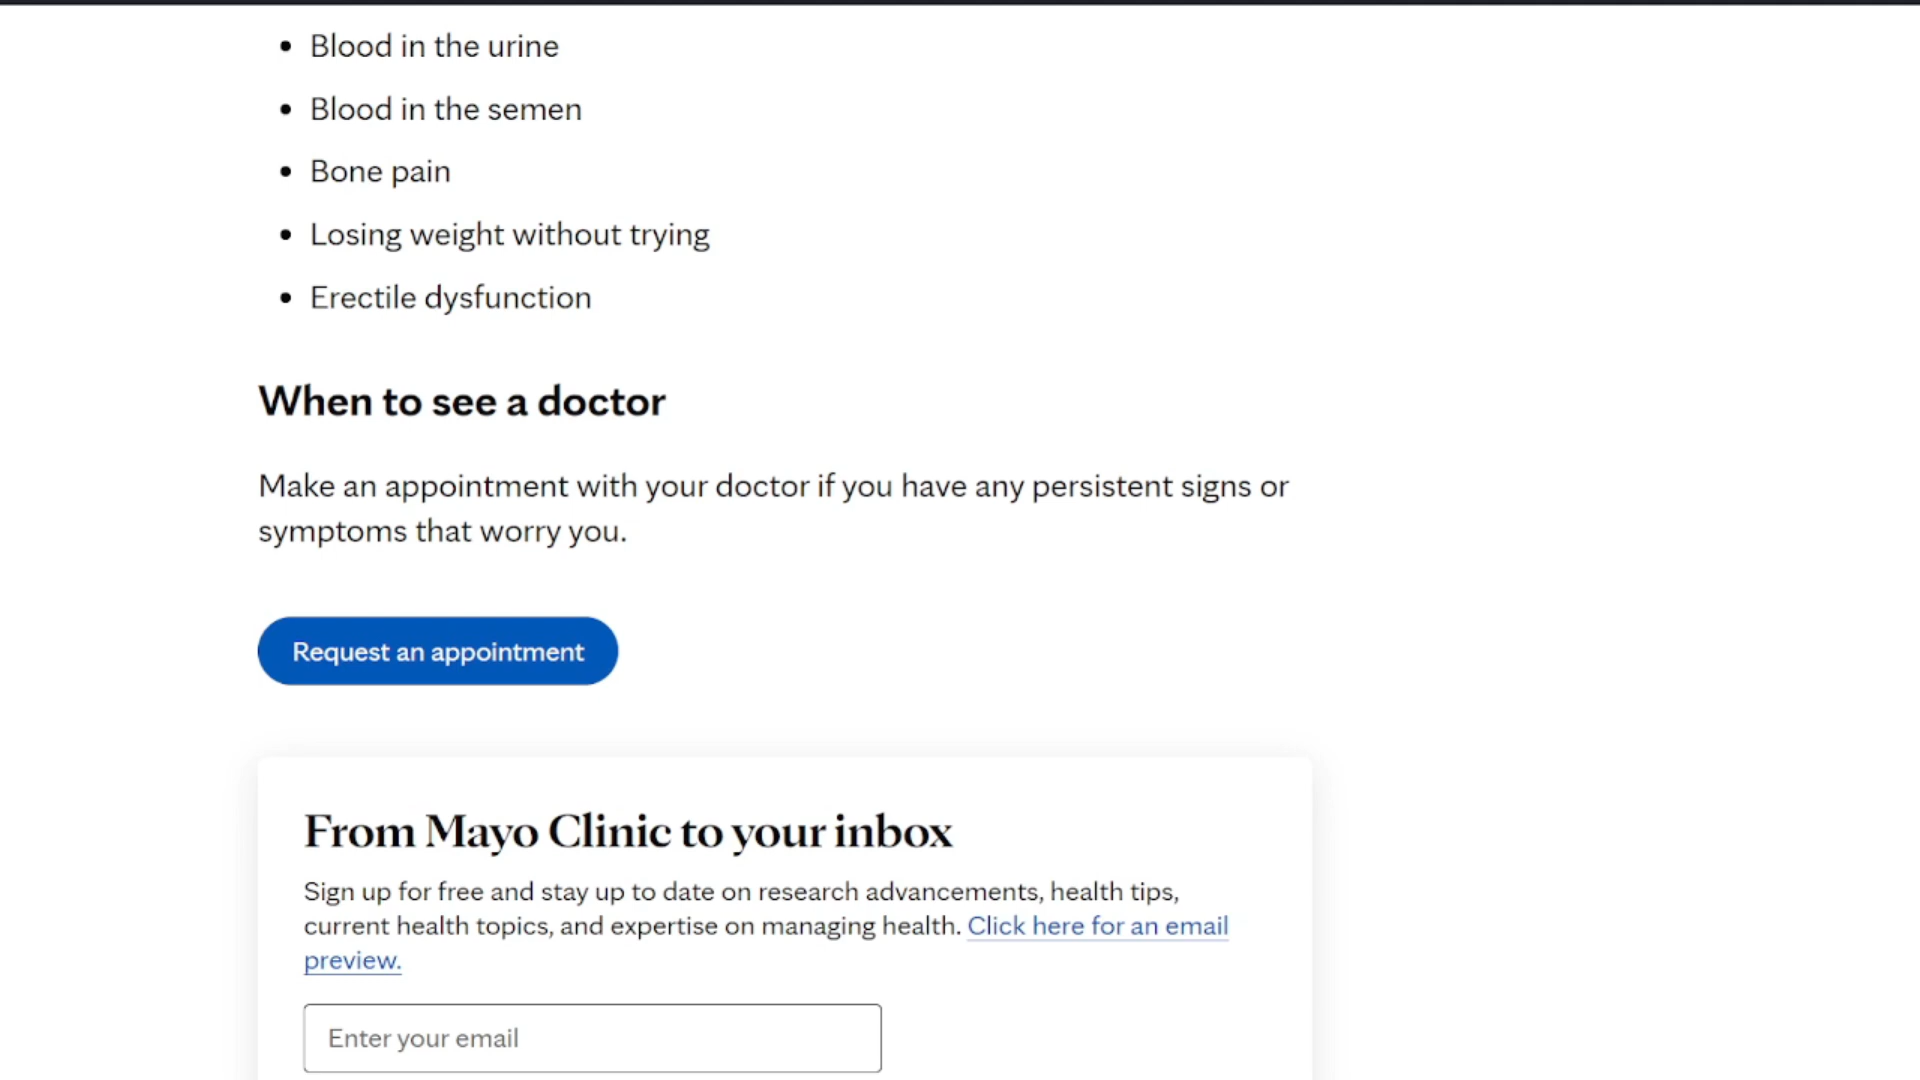 Blood in the urine
Blood in the semen
Bone pain
Losing weight without trying
Erectile dysfunction
When to see a doctor
Make an appointment with your doctor if you have any persistent signs or
symptoms that worry you.
Request an appointment
From Mayo Clinic to your inbox
Sign up for free and stay up to date on research advancements, health tips,
current health topics, and expertise on managing health. Click here for an email
preview.
Enter your email